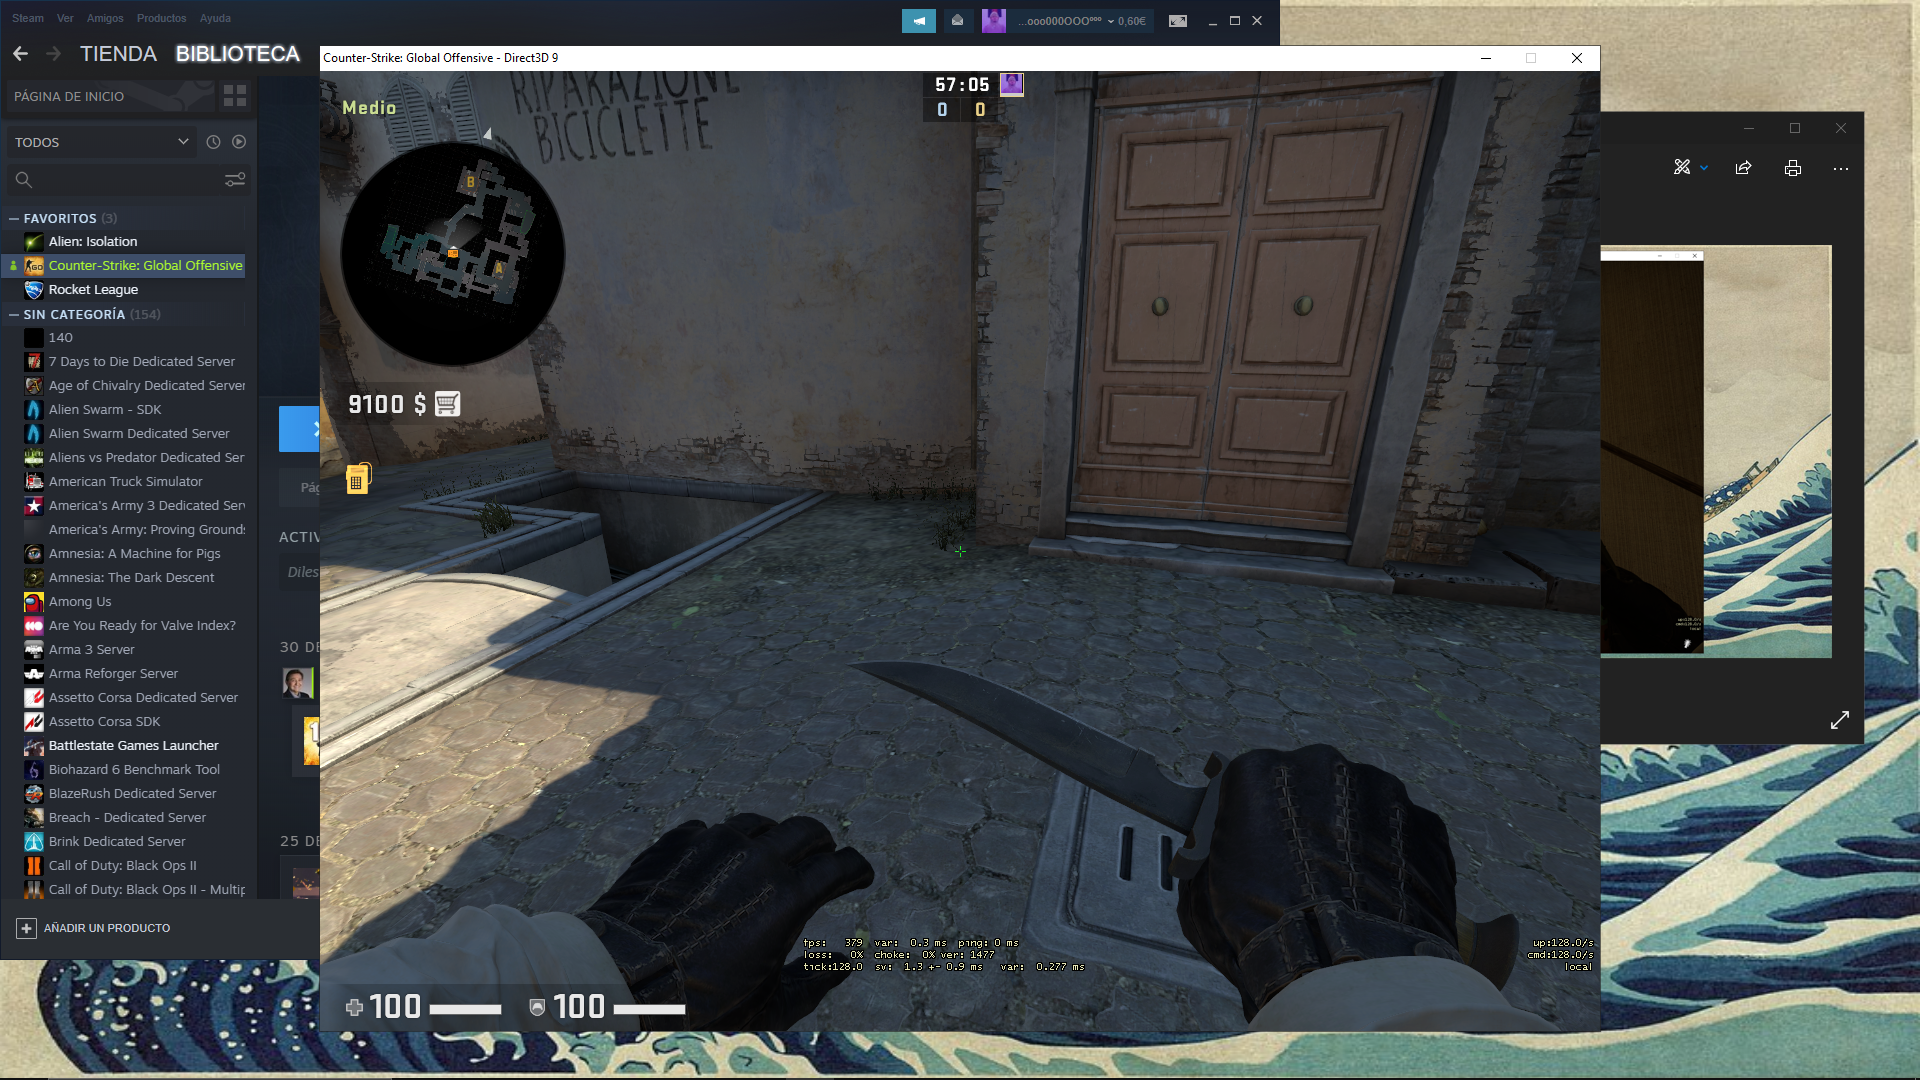 Steam Ver Amigos Productos Ayuda
...ooo000OOOººº 0,60€
TIENDA BIBLIOTECA
Counter-Strike: Global Offensive - Direct3D 9
PÁGINA DE INICIO
TODOS
FAVORITOS (3)
Alien: Isolation
Counter-Strike: Global Offensive
Rocket League
SIN CATEGORÍA (154)
140
7 Days to Die Dedicated Server
Age of Chivalry Dedicated Server
Alien Swarm - SDK
Alien Swarm Dedicated Server
Aliens vs Predator Dedicated Ser
American Truck Simulator
America's Army 3 Dedicated Serv
America's Army: Proving Grounds
Amnesia: A Machine for Pigs
Amnesia: The Dark Descent
Among Us
Are You Ready for Valve Index?
Arma 3 Server
Arma Reforger Server
Assetto Corsa Dedicated Server
Assetto Corsa SDK
Battlestate Games Launcher
Biohazard 6 Benchmark Tool
BlazeRush Dedicated Server
Breach - Dedicated Server
Brink Dedicated Server
Call of Duty: Black Ops II
Call of Duty: Black Ops II - Multip
AÑADIR UN PRODUCTO
Pág
ACTIV
Diles
30 DE
25 DE
RIPARAZIONE
BICICLETTE
Medio
57:05
0 0
B
A
9100 $
fps: 379 var: 0.3 ms ping: 0 ms
loss: 0% choke: 0% ver: 1477
tick:128.0 sv: 1.3 +- 0.9 ms var: 0.277 ms
up:128.0/s
cmd:128.0/s
local
100 100